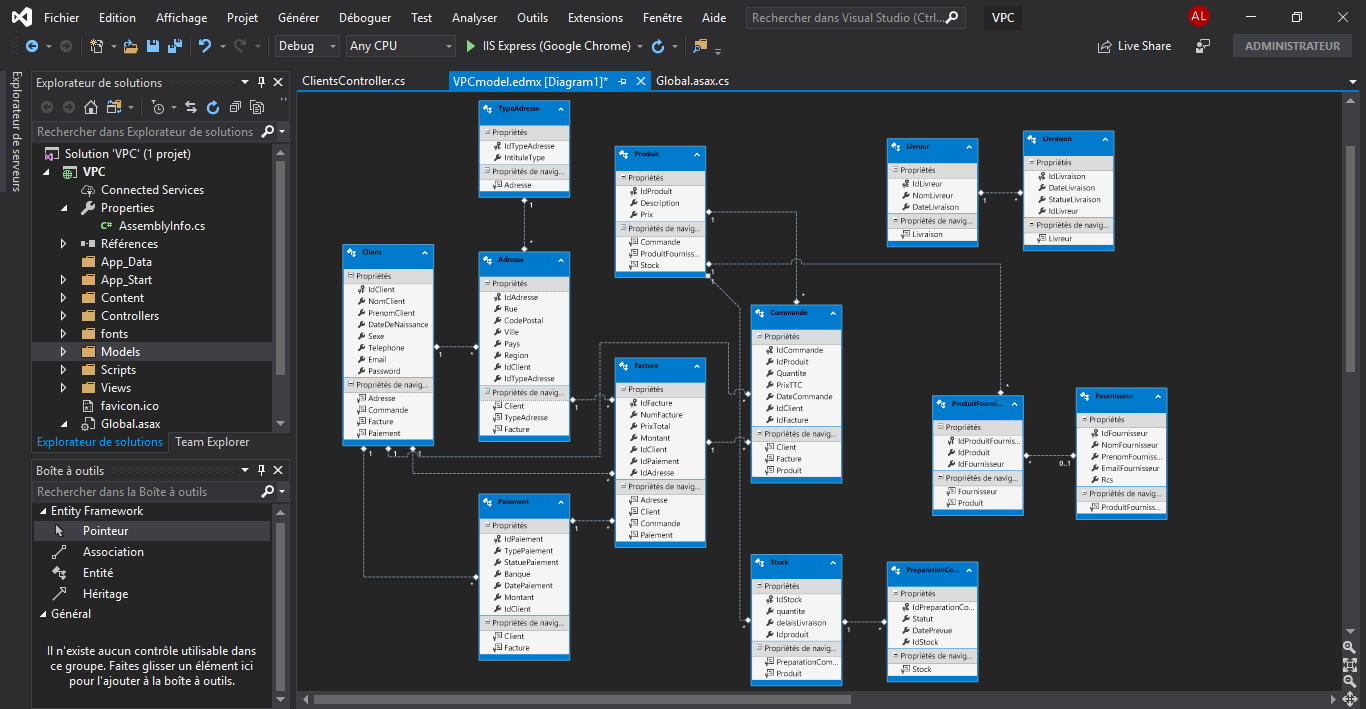 Fichier Edition Affichage Projet Générer Déboguer Test Analyser Outils Extensions Fenêtre Aide Rechercher dans Visual Studio (Ctrl... VPC AL
Debug Any CPU IIS Express (Google Chrome) Live Share ADMINISTRATEUR
Explorateur de serveurs
Explorateur de solutions
Rechercher dans Explorateur de solutions
Solution 'VPC' (1 projet)
VPC
Connected Services
Properties
C# AssemblyInfo.cs
Références
App_Data
App_Start
Content
Controllers
fonts
Models
Scripts
Views
favicon.ico
Global.asax
Explorateur de solutions Team Explorer
Boîte à outils
Rechercher dans la Boîte à outils
Entity Framework
Pointeur
Association
Entité
Héritage
Général
Il n'existe aucun contrôle utilisable dans
ce groupe. Faites glisser un élément ici
pour l'ajouter à la boîte à outils.
ClientsController.cs VPCmodel.edmx [Diagram1]* Global.asax.cs
TypeAdresse
Propriétés
IdTypeAdresse
IntituleType
Propriétés de navig...
Adresse
1
*
Produit
Propriétés
IdProduit
Description
Prix
Propriétés de navig...
Commande
ProduitFourniss...
Stock
1
1
Livreur
Propriétés
IdLivreur
NomLivreur
DateLivraison
Propriétés de navig...
Livraison
1
*
Livraison
Propriétés
IdLivraison
DateLivraison
StatueLivraison
IdLivreur
Propriétés de navig...
Livreur
Client
Propriétés
IdClient
NomClient
PrenomClient
DateDeNaissance
Sexe
Telephone
Email
Password
Propriétés de navig...
Adresse
Commande
Facture
Paiement
1
*
1
1
1
Adresse
Propriétés
IdAdresse
Rue
CodePostal
Ville
Pays
Region
IdClient
IdTypeAdresse
Propriétés de navig...
Client
TypeAdresse
Facture
1
*
Facture
Propriétés
IdFacture
NumFacture
PrixTotal
Montant
IdClient
IdPaiement
IdAdresse
Propriétés de navig...
Adresse
Client
Commande
Paiement
*
1
*
Commande
Propriétés
IdCommande
IdProduit
Quantite
PrixTTC
DateCommande
IdClient
IdFacture
Propriétés de navig...
Client
Facture
Produit
*
*
ProduitFourni...
Propriétés
IdProduitFournis...
IdProduit
IdFournisseur
Propriétés de navig...
Fournisseur
Produit
*
*
0..1
Fournisseur
Propriétés
IdFournisseur
NomFournisseur
PrenomFourniss...
EmailFournisseur
Rcs
Propriétés de navig...
ProduitFourniss...
Paiement
Propriétés
IdPaiement
TypePaiement
StatuePaiement
Banque
DatePaiement
Montant
IdClient
Propriétés de navig...
Client
Facture
*
1
*
Stock
Propriétés
IdStock
quantite
delaisLivraison
Idproduit
Propriétés de navig...
PreparationCom...
Produit
*
1
*
PreparationCo...
Propriétés
IdPreparationCo...
Statut
DatePrevue
IdStock
Propriétés de navig...
Stock